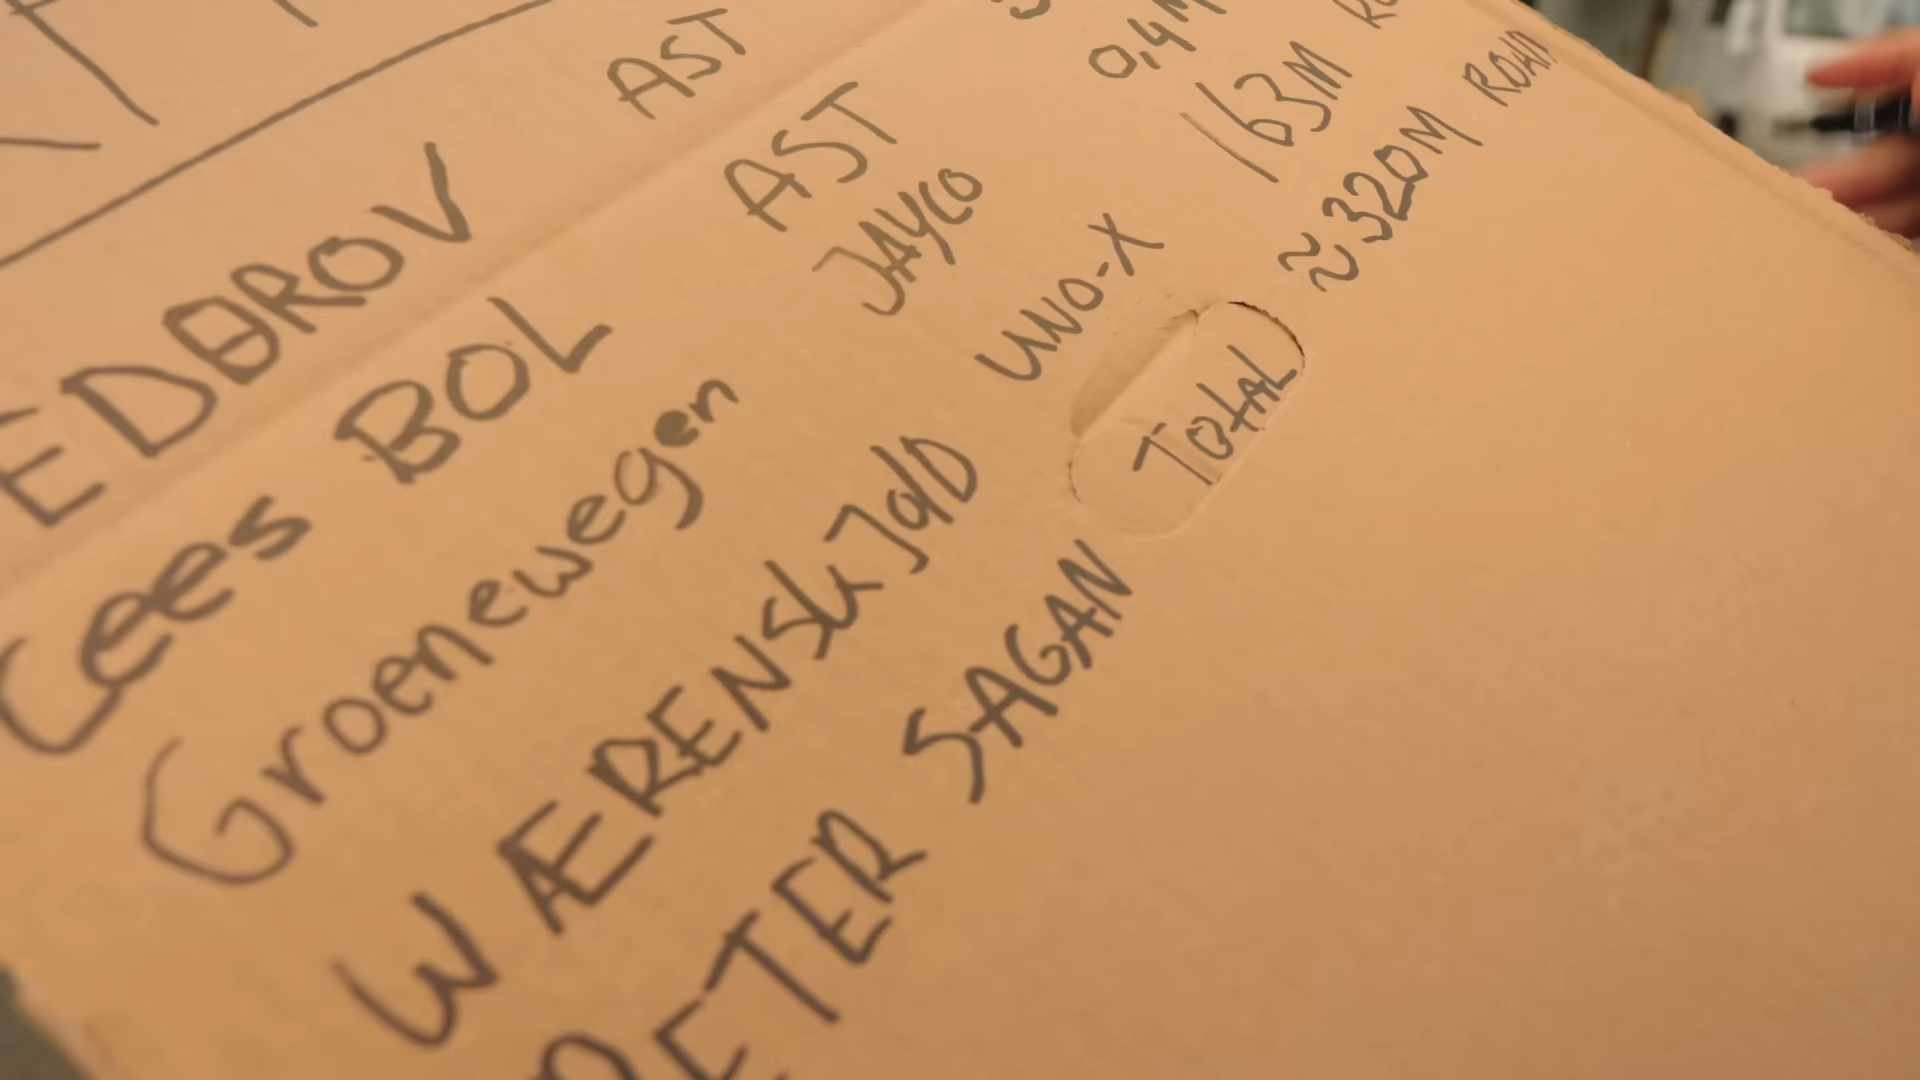 AST
EDBROV AST 0,4M
Cees BOL JAYCO 163M
Groenewegen UNO-X ≈320M ROAD
WÆRENSkJOlD TOtAL
PETER SAGAN